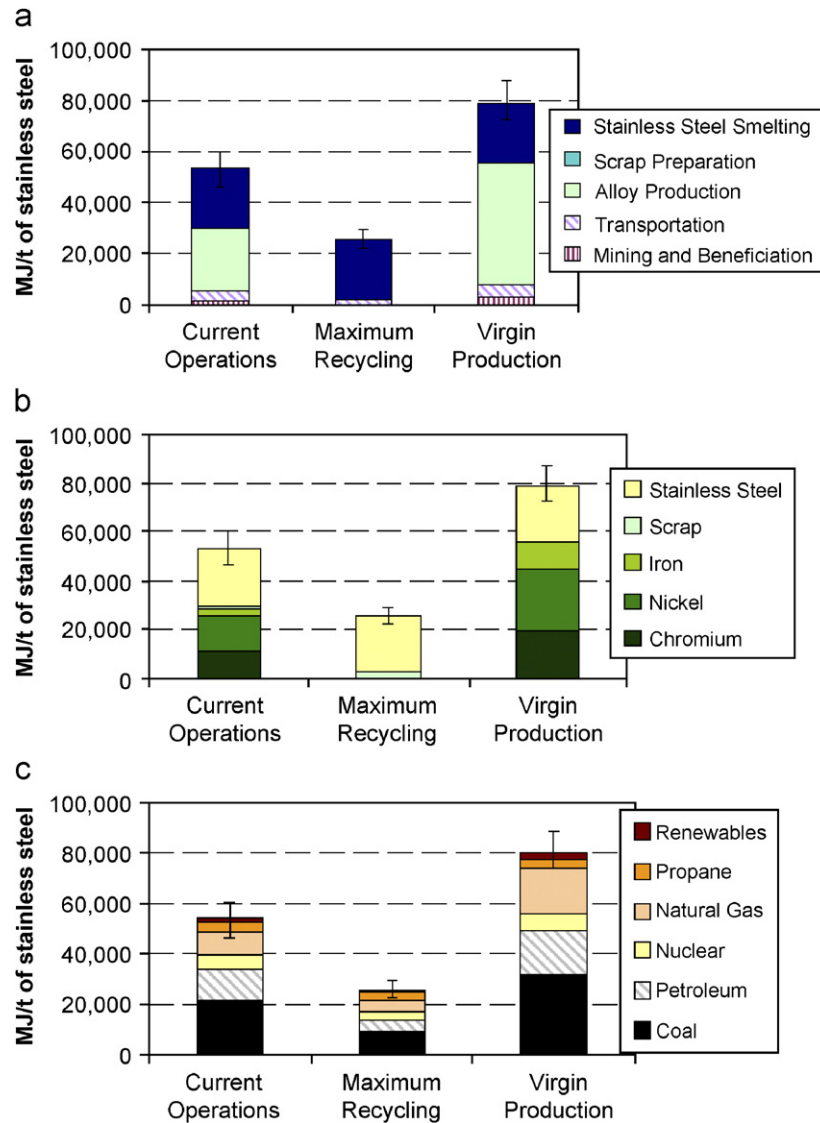 a
MJ/t of stainless steel
100,000
80,000
60,000
40,000
20,000
0
Current
Operations
Maximum
Recycling
Virgin
Production
Stainless Steel Smelting
Scrap Preparation
Alloy Production
Transportation
Mining and Beneficiation
b
MJ/t of stainless steel
100,000
80,000
60,000
40,000
20,000
0
Current
Operations
Maximum
Recycling
Virgin
Production
Stainless Steel
Scrap
Iron
Nickel
Chromium
c
MJ/t of stainless steel
100,000
80,000
60,000
40,000
20,000
0
Current
Operations
Maximum
Recycling
Virgin
Production
Renewables
Propane
Natural Gas
Nuclear
Petroleum
Coal